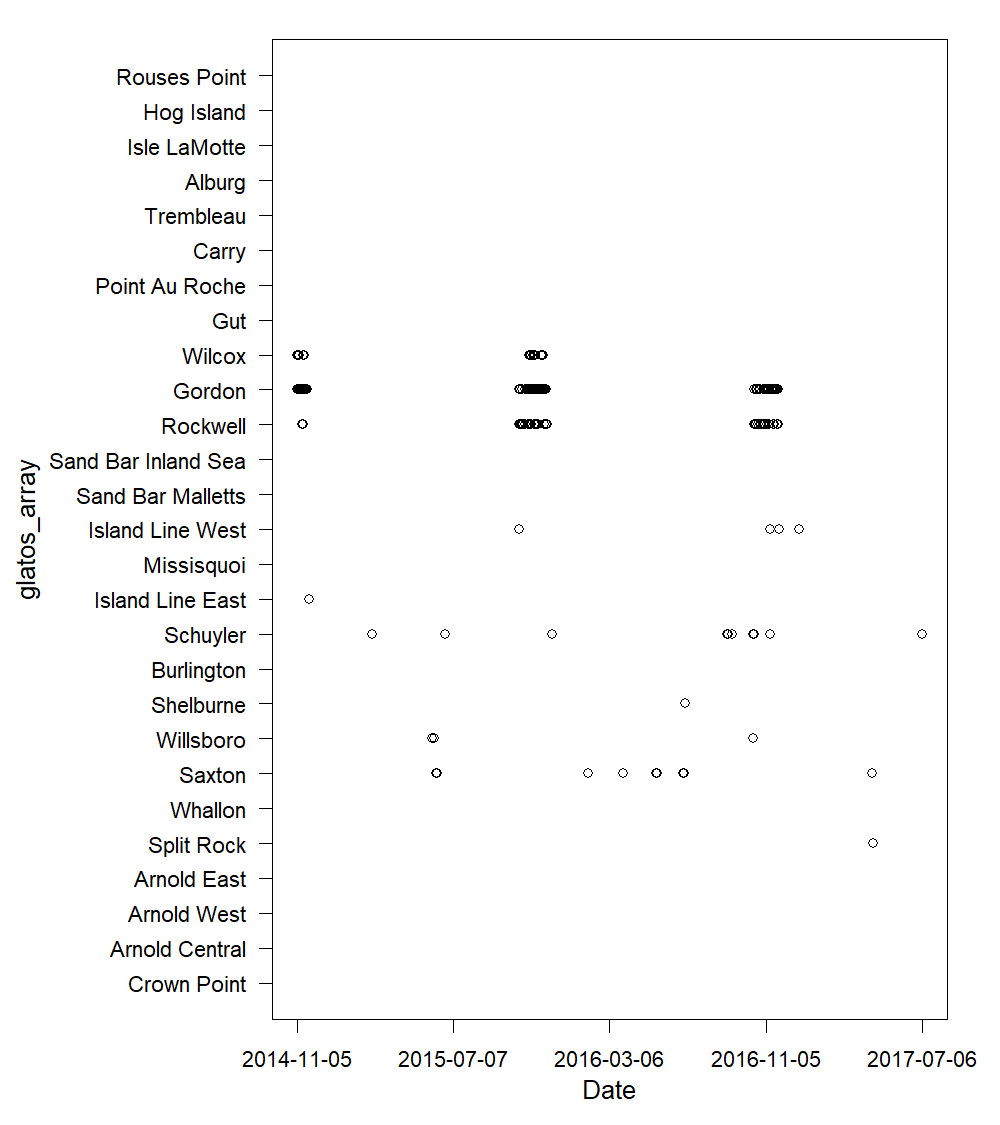 Rouses Point
Hog Island
Isle LaMotte
Alburg
Trembleau
Carry
Point Au Roche
Gut
Wilcox
Gordon
Rockwell
Sand Bar Inland Sea
Sand Bar Malletts
Island Line West
Missisquoi
Island Line East
Schuyler
Burlington
Shelburne
Willsboro
Saxton
Whallon
Split Rock
Arnold East
Arnold West
Arnold Central
Crown Point
glatos_array
2014-11-05 2015-07-07 2016-03-06 2016-11-05 2017-07-06
Date